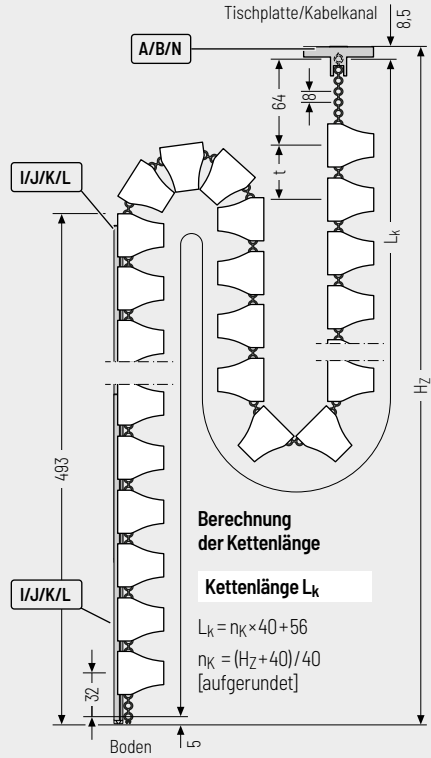 Tischplatte/Kabelkanal
8,5
A/B/N
64
8
t
I/J/K/L
Lk
HZ
493
Berechnung
der Kettenlänge
Kettenlänge Lk
Lk = nK×40+56
nK = (HZ+40)/40
[aufgerundet]
I/J/K/L
32
5
Boden